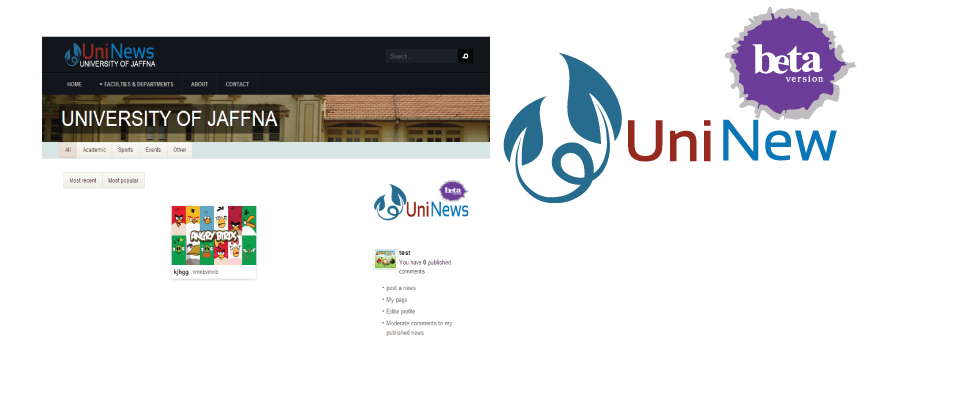 UniNews
UNIVERSITY OF JAFFNA
Search...
HOME
FACULTIES & DEPARTMENTS
ABOUT
CONTACT
UNIVERSITY OF JAFFNA
All
Academic
Sports
Events
Other
Most recent
Most popular
ANGRY BIRDS
kjhgg
beta
UniNews
test
You have 0 published
comments
post a news
My page
Edite profile
Moderate comments to my
published news
beta
version
Uni New